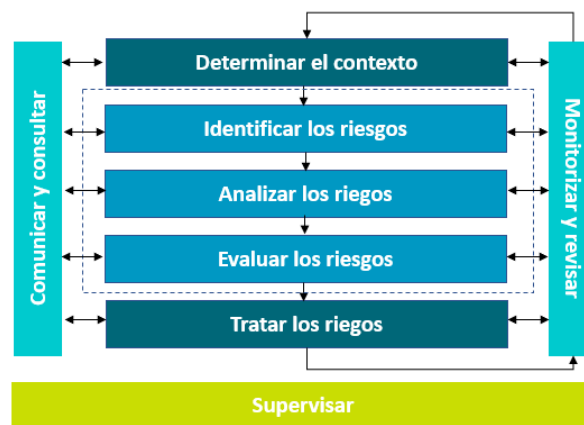 Determinar el contexto
Identificar los riesgos
Analizar los riegos
Evaluar los riesgos
Tratar los riegos
Comunicar y consultar
Monitorizar y revisar
Supervisar